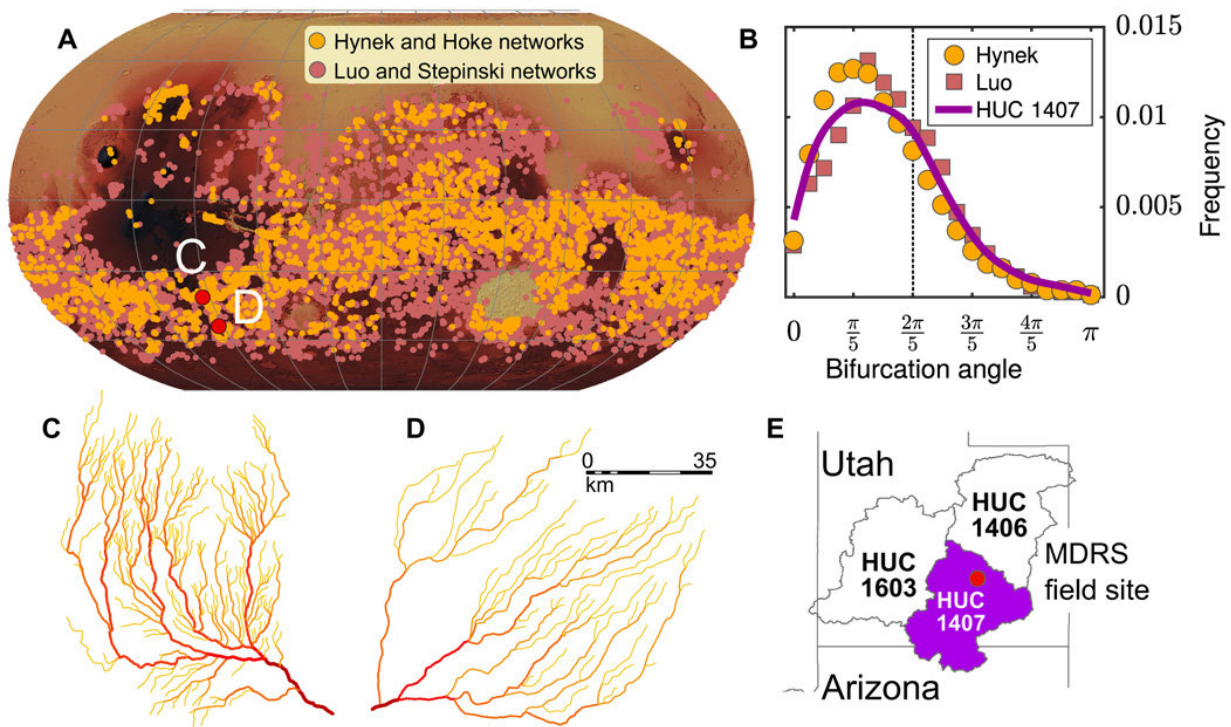 A
Hynek and Hoke networks
Luo and Stepinski networks
C
D
B
Hynek
Luo
HUC 1407
0.015
0.01
0.005
0
Frequency
0
π/5
2π/5
3π/5
4π/5
π
Bifurcation angle
C
D
0 35
km
E
Utah
HUC
1406
HUC
1603
MDRS
field site
HUC
1407
Arizona